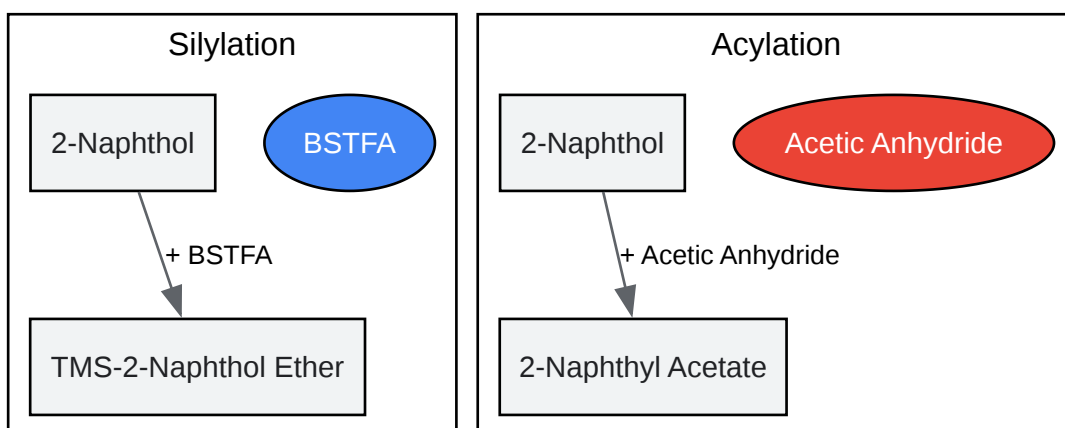 Silylation
2-Naphthol
BSTFA
+ BSTFA
TMS-2-Naphthol Ether
Acylation
2-Naphthol
Acetic Anhydride
+ Acetic Anhydride
2-Naphthyl Acetate